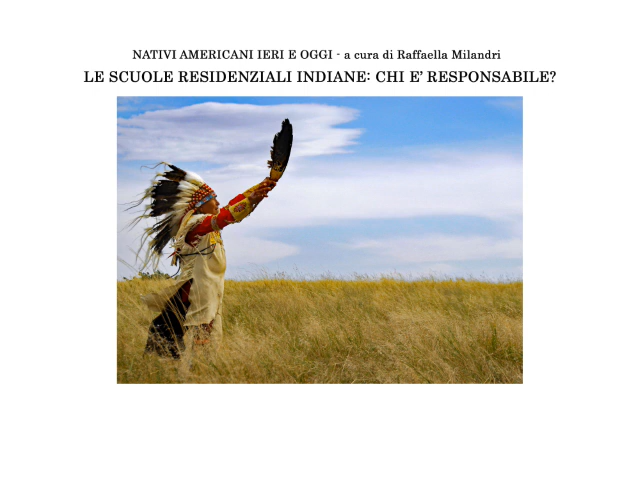 NATIVI AMERICANI IERI E OGGI - a cura di Raffaella Milandri
LE SCUOLE RESIDENZIALI INDIANE: CHI E’ RESPONSABILE?